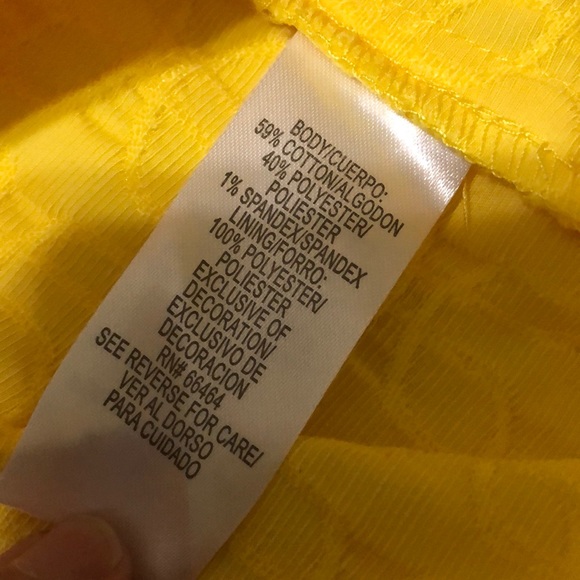 BODY/CUERPO:
59% COTTON/ALGODON
40% POLYESTER/
POLIESTER
1% SPANDEX/SPANDEX
LINING/FORRO:
100% POLYESTER/
POLIESTER
EXCLUSIVE OF
DECORATION/
EXCLUSIVO DE
DECORACION
RN# 66464
SEE REVERSE FOR CARE/
VER AL DORSO
PARA CUIDADO